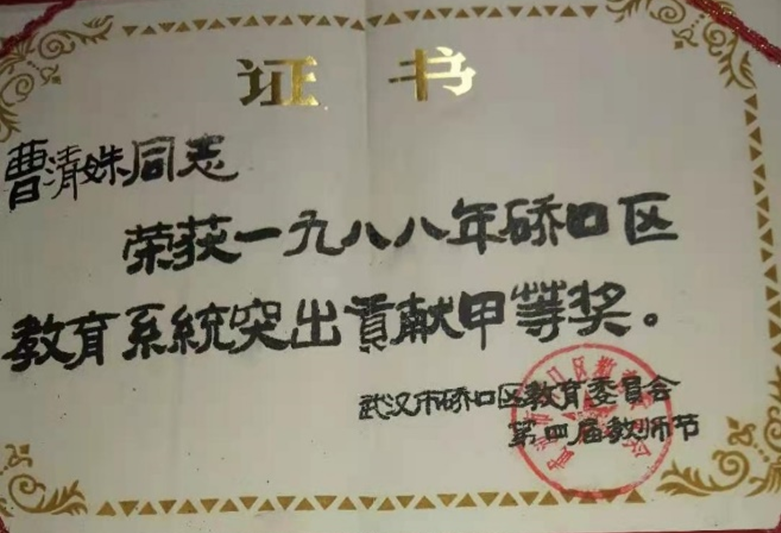 证书
曹清姝同志
荣获一九八八年硚口区
教育系統突出貢献甲等奖。
武汉市硚口区教育委員会
第四届教师节